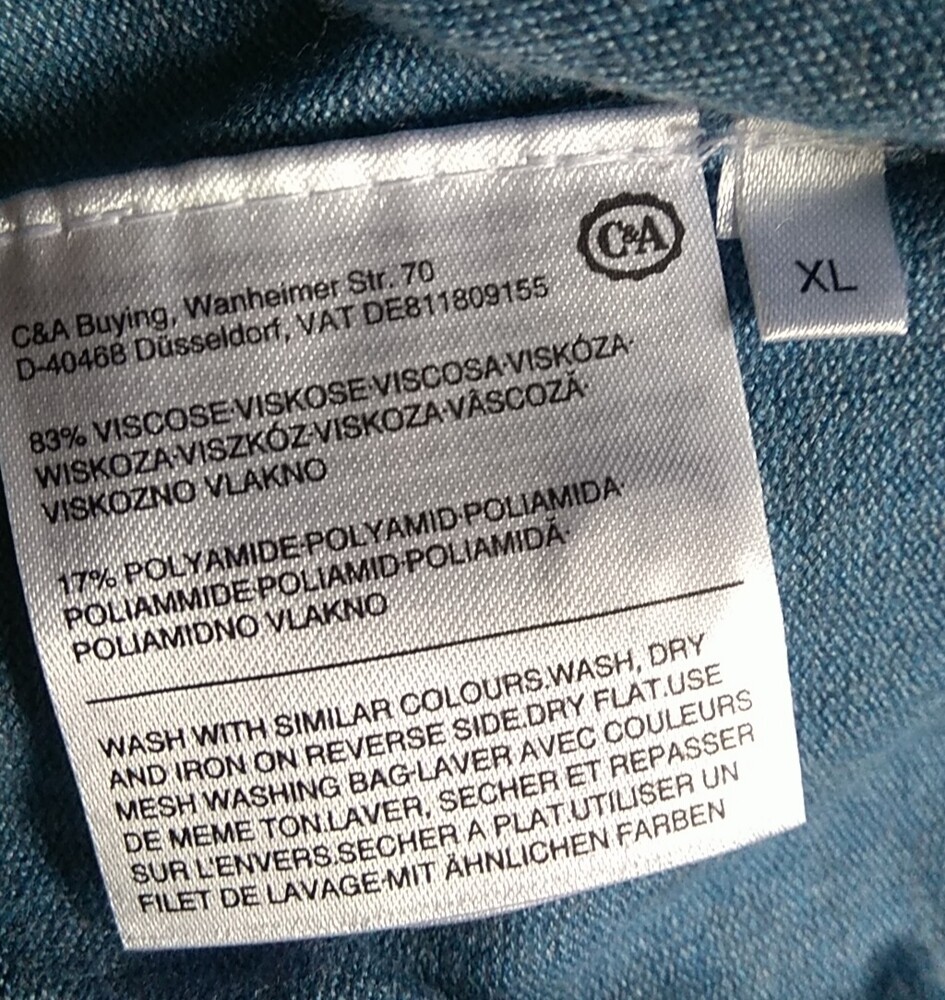 C&A
XL
C&A Buying, Wanheimer Str. 70
D-40468 Düsseldorf, VAT DE811809155
83% VISCOSE·VISKOSE·VISCOSA·VISKÓZA·
WISKOZA·VISZKÓZ·VISKOZA·VÂSCOZĂ·
VISKOZNO VLAKNO
17% POLYAMIDE·POLYAMID·POLIAMIDA·
POLIAMMIDE·POLIAMID·POLIAMIDĂ·
POLIAMIDNO VLAKNO
WASH WITH SIMILAR COLOURS.WASH, DRY
AND IRON ON REVERSE SIDE.DRY FLAT.USE
MESH WASHING BAG·LAVER AVEC COULEURS
DE MEME TON.LAVER, SECHER ET REPASSER
SUR L'ENVERS.SECHER A PLAT.UTILISER UN
FILET DE LAVAGE·MIT ÄHNLICHEN FARBEN